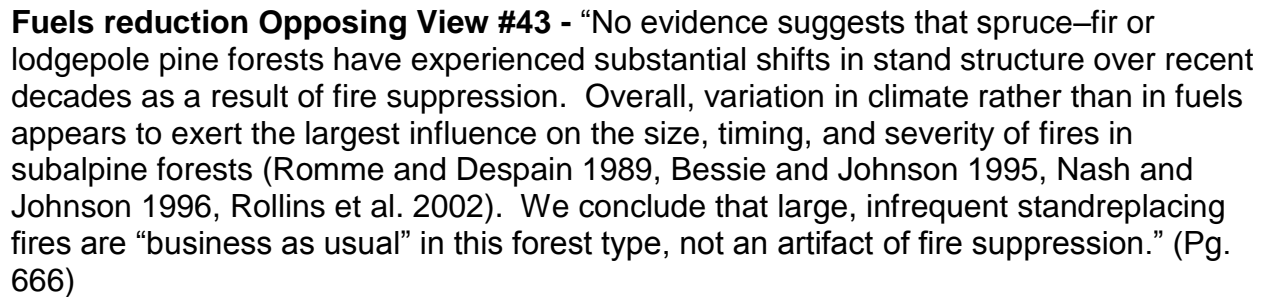 Fuels reduction Opposing View #43 - “No evidence suggests that spruce–fir or
lodgepole pine forests have experienced substantial shifts in stand structure over recent
decades as a result of fire suppression.  Overall, variation in climate rather than in fuels
appears to exert the largest influence on the size, timing, and severity of fires in
subalpine forests (Romme and Despain 1989, Bessie and Johnson 1995, Nash and
Johnson 1996, Rollins et al. 2002).  We conclude that large, infrequent standreplacing
fires are “business as usual” in this forest type, not an artifact of fire suppression.” (Pg.
666)